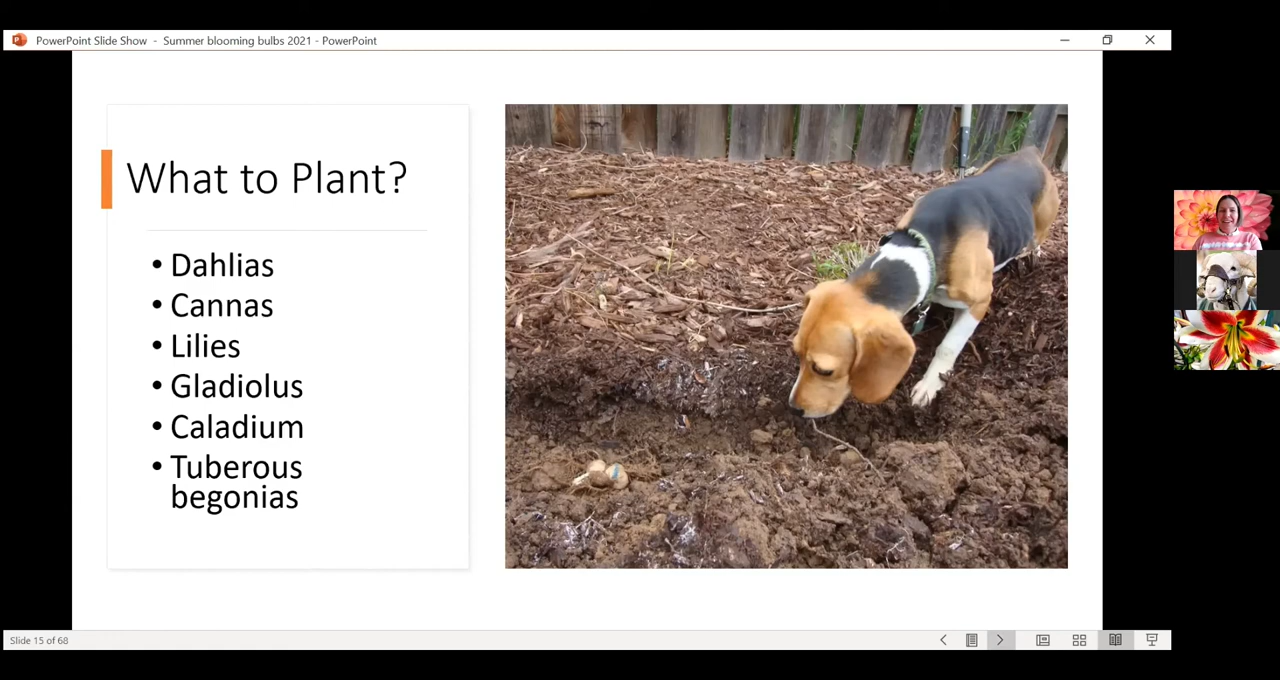 PowerPoint Slide Show - Summer blooming bulbs 2021 - PowerPoint
What to Plant?
• Dahlias
• Cannas
• Lilies
• Gladiolus
• Caladium
• Tuberous
begonias
Slide 15 of 68